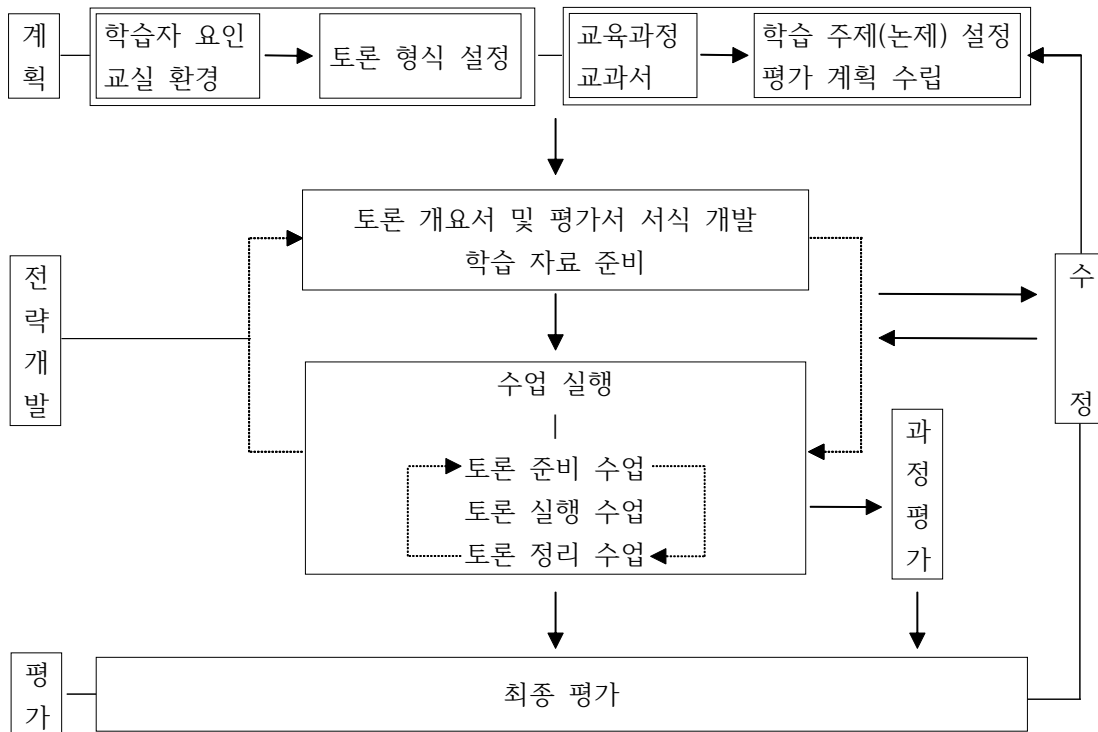 계획
학습자 요인
교실 환경
토론 형식 설정
교육과정
교과서
학습 주제(논제) 설정
평가 계획 수립
토론 개요서 및 평가서 서식 개발
학습 자료 준비
전략개발
수정
수업 실행
토론 준비 수업
토론 실행 수업
토론 정리 수업
과정평가
평가
최종 평가